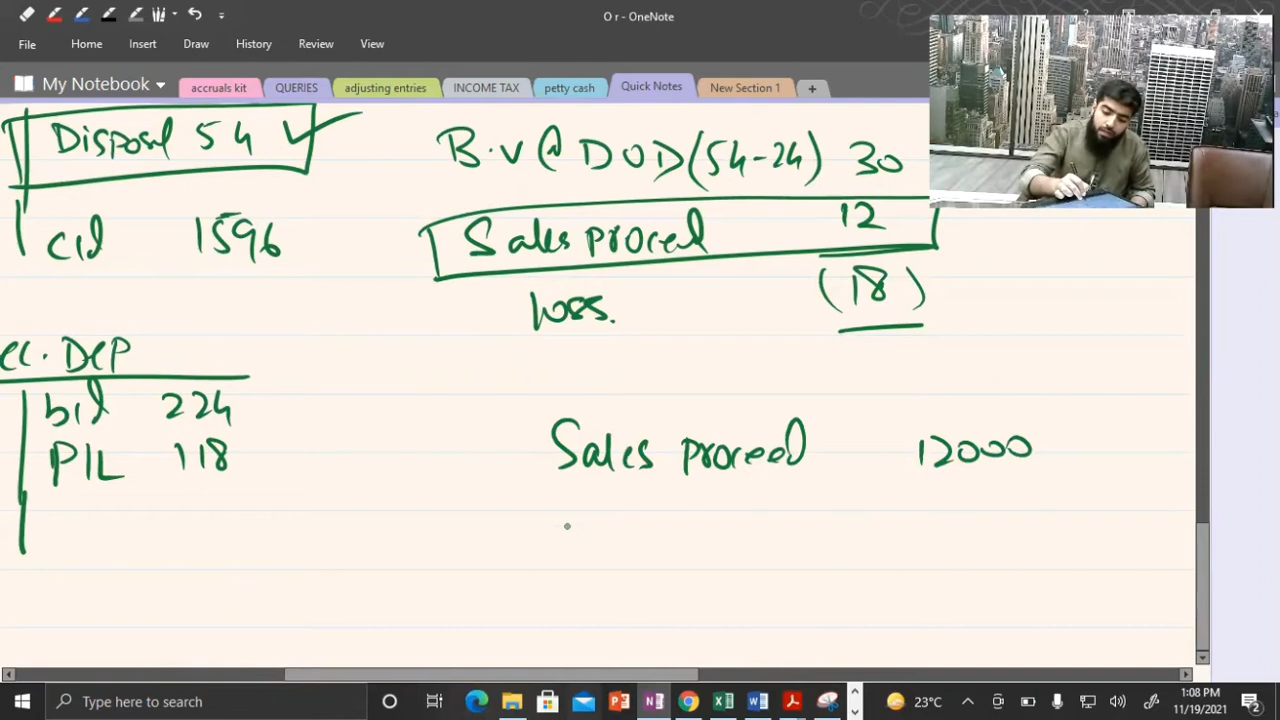 O r - OneNote
File Home Insert Draw History Review View
My Notebook accruals kit QUERIES adjusting entries INCOME TAX petty cash Quick Notes New Section 1 +
Disposal 54
B.V @ DOD (54-24) 30
Sales proceed 12
c/d 1596
loss. (18)
cc. DEP
b/d 224
P/L 118
Sales proceed 12000
Type here to search
23°C
1:08 PM
11/19/2021
2